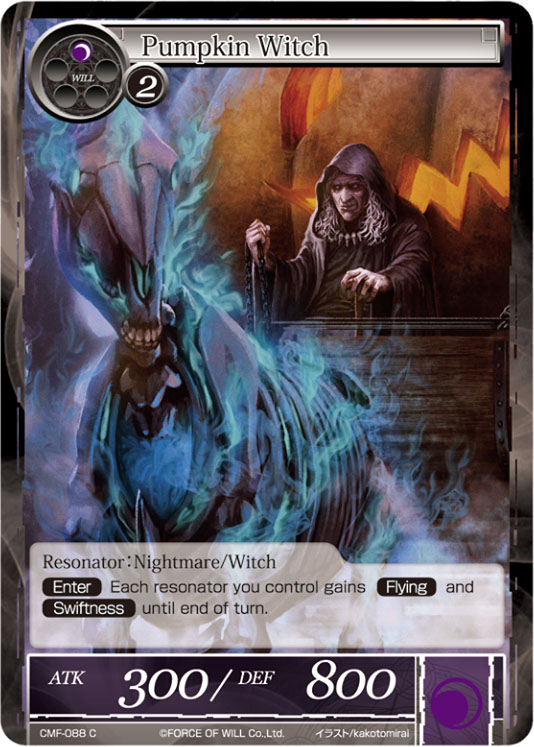 Pumpkin Witch
WILL
2
Resonator：Nightmare/Witch
Enter Each resonator you control gains Flying and
Swiftness until end of turn.
ATK 300/ DEF 800
CMF-088 C ©FORCE OF WILL Co.,Ltd. イラスト/kakotomirai